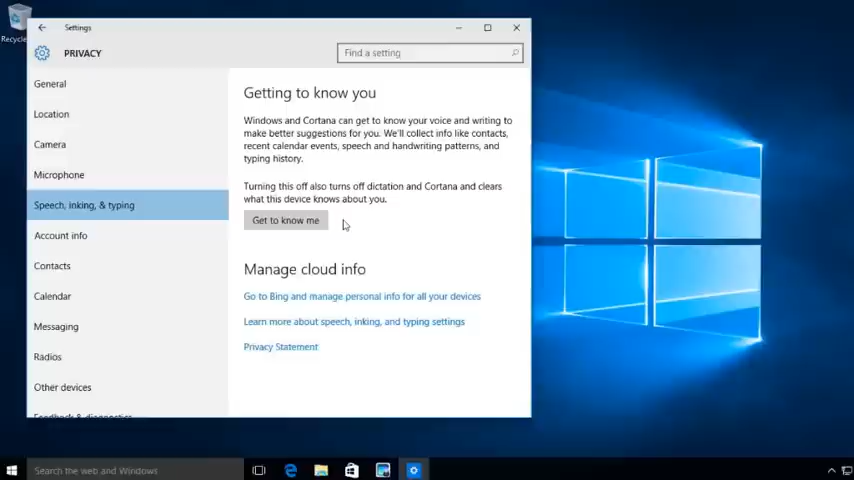 Recycle
Settings
PRIVACY
Find a setting
General
Location
Camera
Microphone
Speech, inking, & typing
Account info
Contacts
Calendar
Messaging
Radios
Other devices
Feedback & diagnostics
Getting to know you
Windows and Cortana can get to know your voice and writing to
make better suggestions for you. We'll collect info like contacts,
recent calendar events, speech and handwriting patterns, and
typing history.
Turning this off also turns off dictation and Cortana and clears
what this device knows about you.
Get to know me
Manage cloud info
Go to Bing and manage personal info for all your devices
Learn more about speech, inking, and typing settings
Privacy Statement
Search the web and Windows